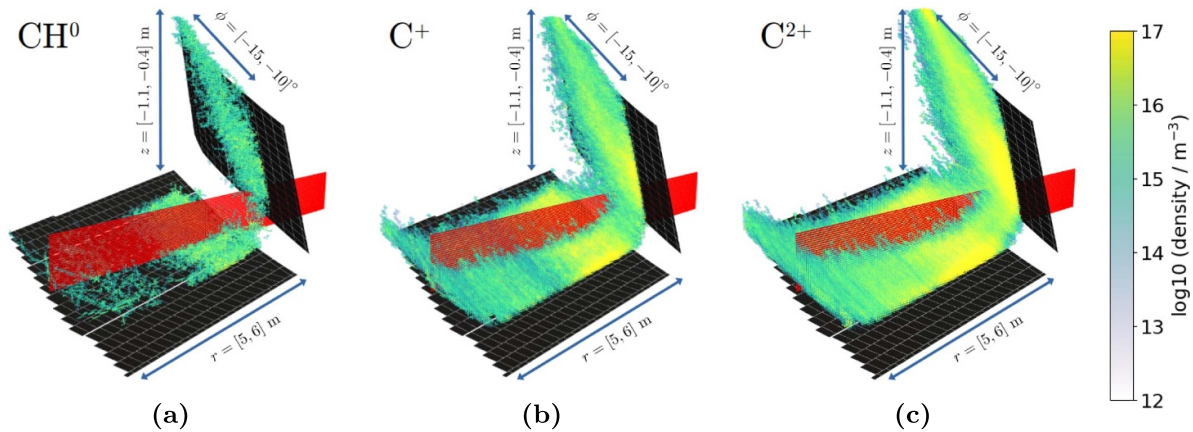 CH⁰
z = [−1.1, −0.4] m
ϕ = [−15, −10]°
r = [5, 6] m
(a)
C⁺
z = [−1.1, −0.4] m
ϕ = [−15, −10]°
r = [5, 6] m
(b)
C²⁺
z = [−1.1, −0.4] m
ϕ = [−15, −10]°
r = [5, 6] m
(c)
17
16
15
14
13
12
log10 (density / m⁻³)